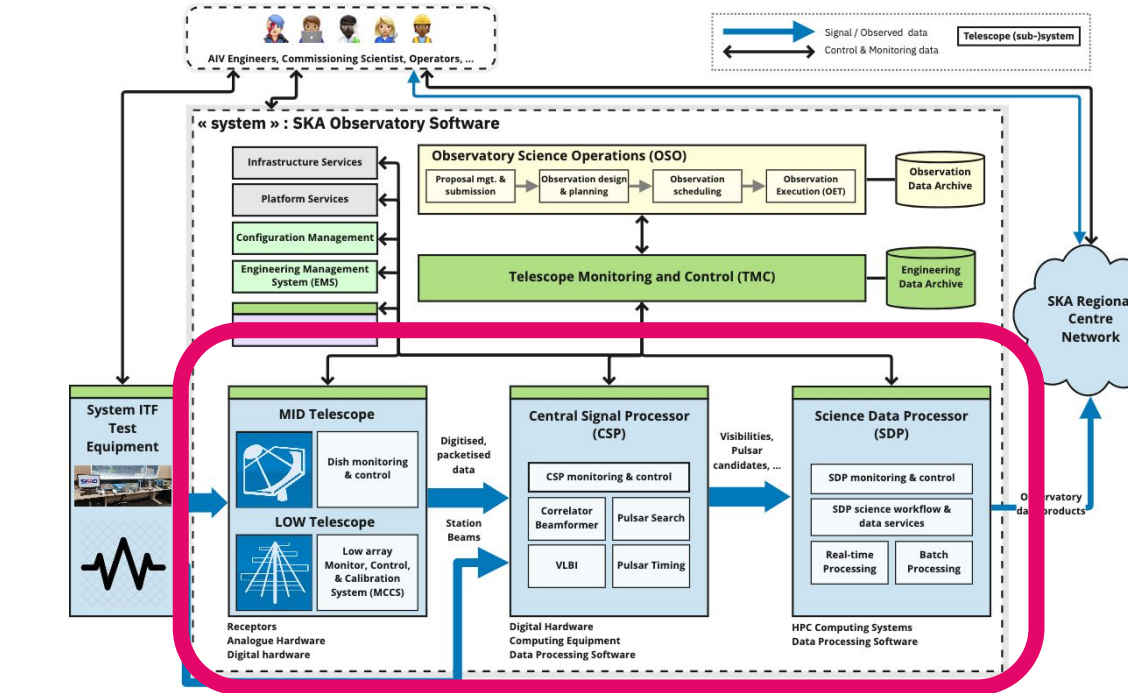 Signal / Observed data
Control & Monitoring data
Telescope (sub-)system
AIV Engineers, Commissioning Scientist, Operators, ...
« system » : SKA Observatory Software
Infrastructure Services
Platform Services
Configuration Management
Engineering Management
System (EMS)
Observatory Science Operations (OSO)
Proposal mgt. &
submission
Observation design
& planning
Observation
scheduling
Observation
Execution (OET)
Observation
Data Archive
Telescope Monitoring and Control (TMC)
Engineering
Data Archive
SKA Regiona
Centre
Network
System ITF
Test
Equipment
SKAO
MID Telescope
Dish monitoring
& control
LOW Telescope
Low array
Monitor, Control,
& Calibration
System (MCCS)
Receptors
Analogue Hardware
Digital hardware
Digitised,
packetised
data
Station
Beams
Central Signal Processor
(CSP)
CSP monitoring & control
Correlator
Beamformer
Pulsar Search
VLBI
Pulsar Timing
Digital Hardware
Computing Equipment
Data Processing Software
Visibilities,
Pulsar
candidates, ...
Science Data Processor
(SDP)
SDP monitoring & control
SDP science workflow &
data services
Real-time
Processing
Batch
Processing
HPC Computing Systems
Data Processing Software
Observatory
data products